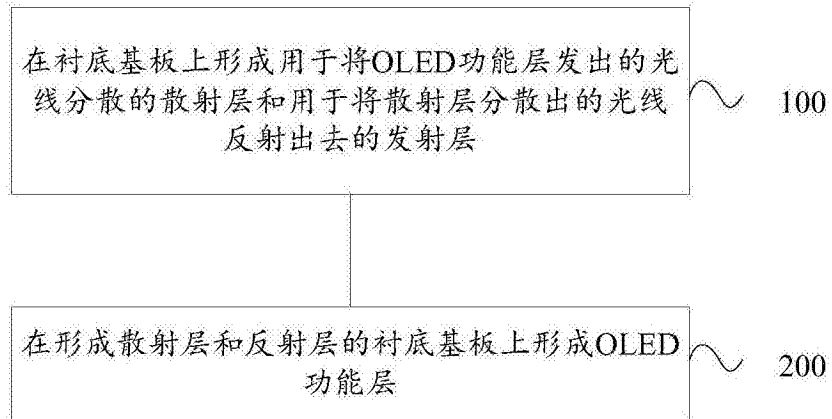 在衬底基板上形成用于将OLED功能层发出的光
线分散的散射层和用于将散射层分散出的光线
反射出去的发射层
100
在形成散射层和反射层的衬底基板上形成OLED
功能层
200